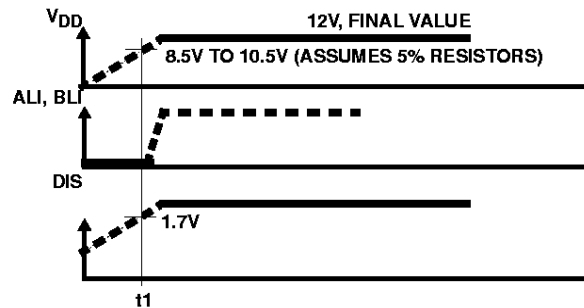 VDD
12V, FINAL VALUE
8.5V TO 10.5V (ASSUMES 5% RESISTORS)
ALI, BLI
DIS
1.7V
t1